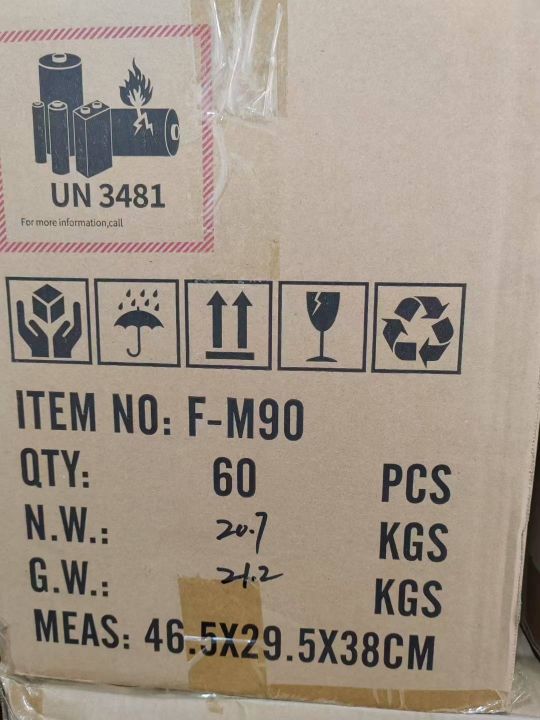 UN 3481
For more information,call
ITEM NO: F-M90
QTY: 60 PCS
N.W.: 20.7 KGS
G.W.: 21.2 KGS
MEAS: 46.5X29.5X38CM